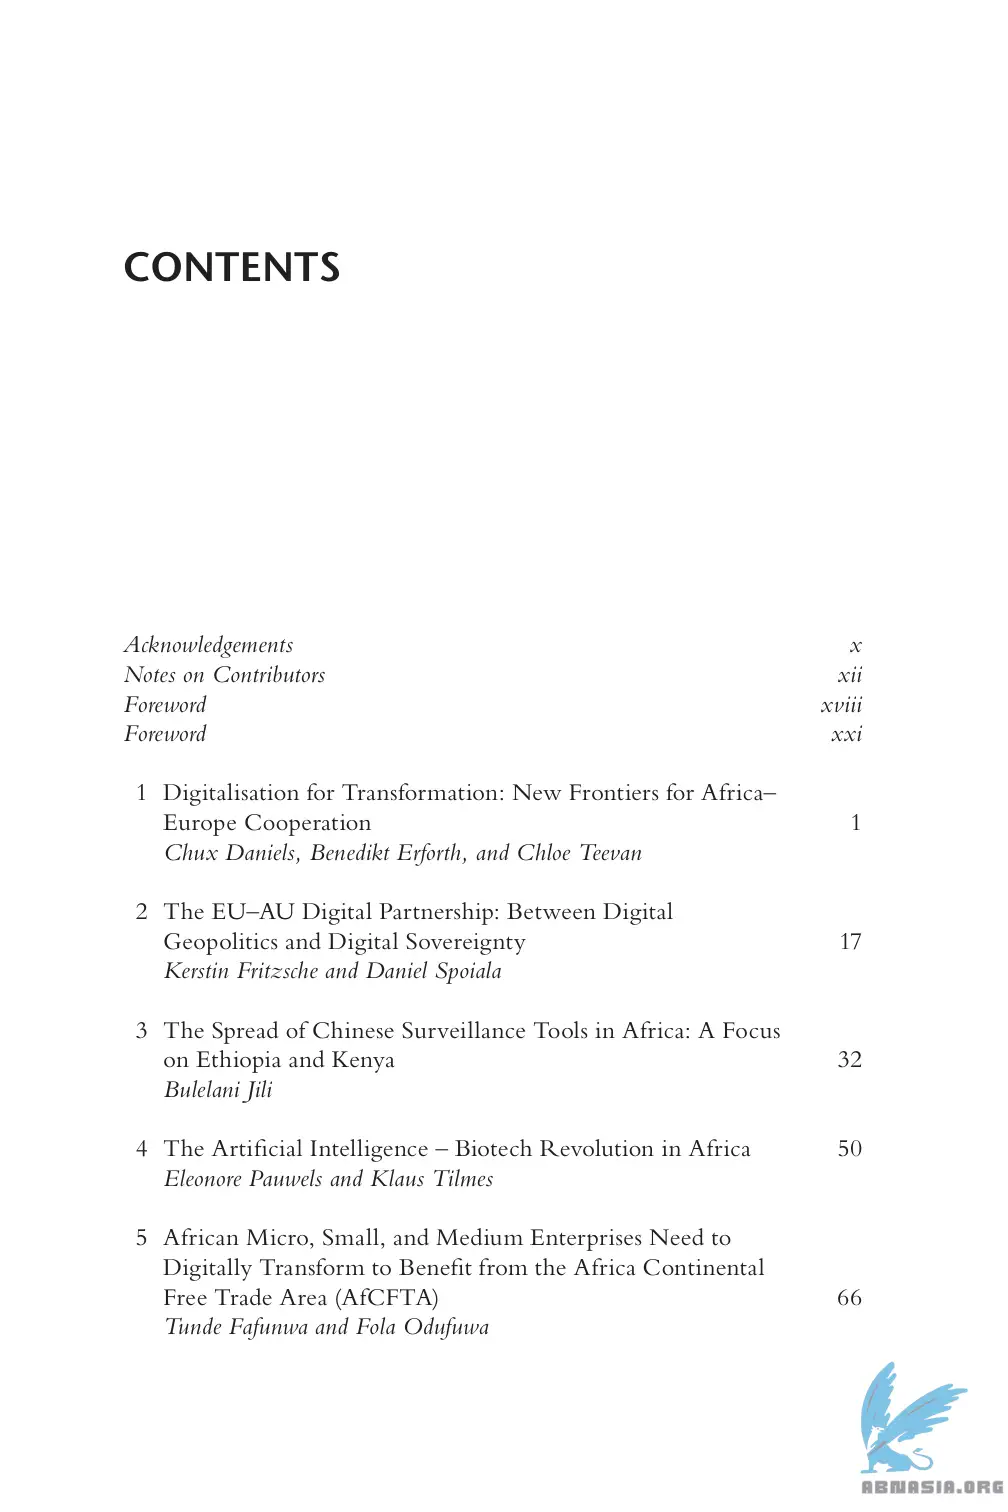 CONTENTS
Acknowledgements x
Notes on Contributors xii
Foreword xviii
Foreword xxi
1 Digitalisation for Transformation: New Frontiers for Africa–
Europe Cooperation 1
Chux Daniels, Benedikt Erforth, and Chloe Teevan
2 The EU–AU Digital Partnership: Between Digital
Geopolitics and Digital Sovereignty 17
Kerstin Fritzsche and Daniel Spoiala
3 The Spread of Chinese Surveillance Tools in Africa: A Focus
on Ethiopia and Kenya 32
Bulelani Jili
4 The Artificial Intelligence – Biotech Revolution in Africa 50
Eleonore Pauwels and Klaus Tilmes
5 African Micro, Small, and Medium Enterprises Need to
Digitally Transform to Benefit from the Africa Continental
Free Trade Area (AfCFTA) 66
Tunde Fafunwa and Fola Odufuwa
ABNASIA.ORG